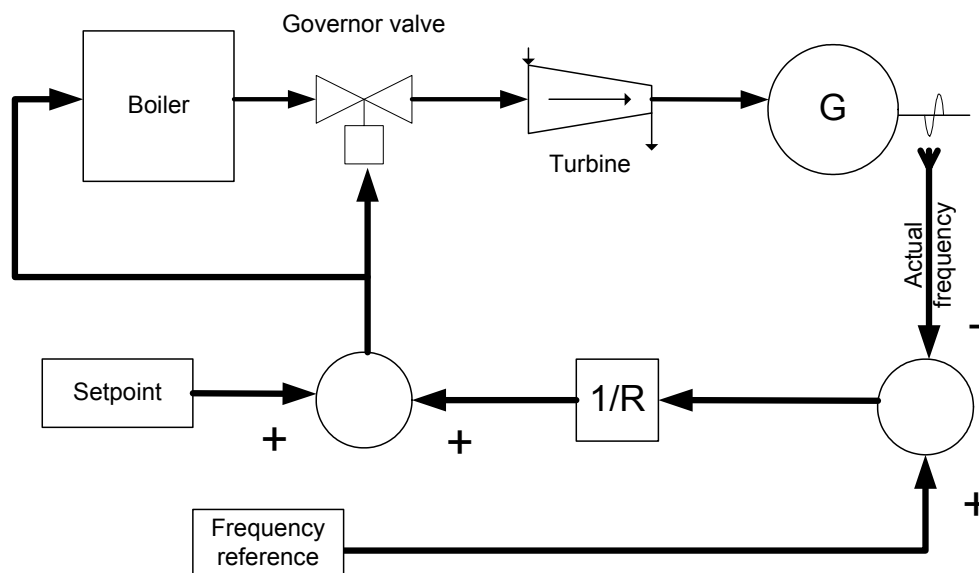 Governor valve
Boiler
G
Turbine
Actual
frequency
-
Setpoint
1/R
+
+
+
Frequency
reference